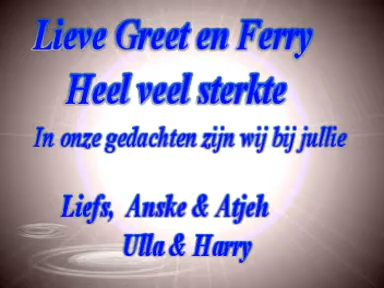 Lieve Greet en Ferry
Heel veel sterkte
In onze gedachten zijn wij bij jullie
Liefs, Anske & Atjeh
Ulla & Harry